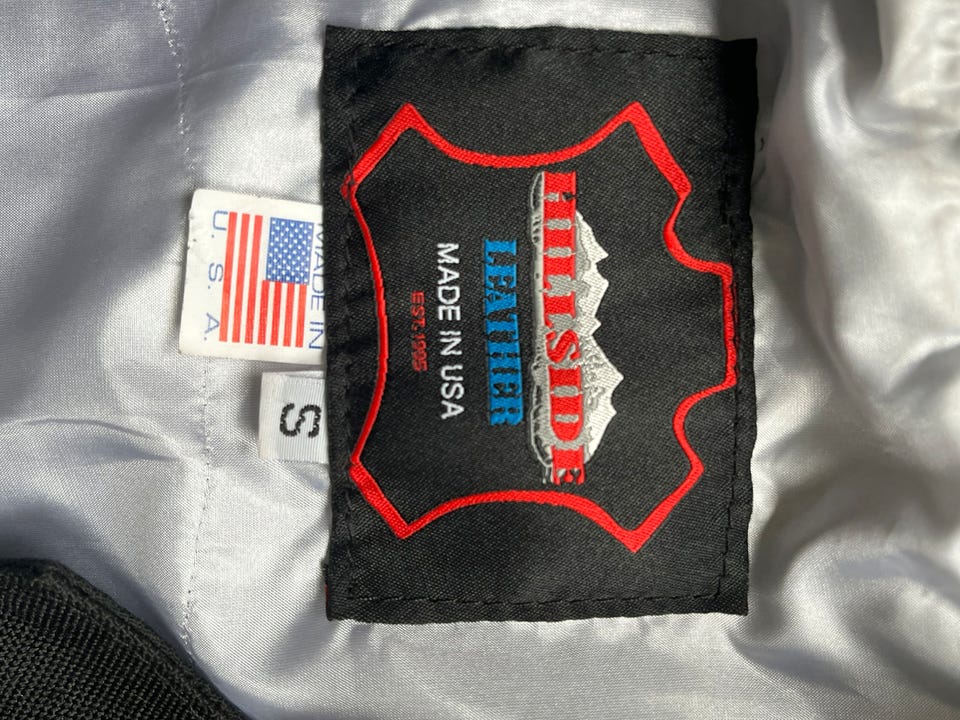 HILLSIDE
LEATHER
MADE IN USA
EST. 1995
MADE IN
U. S. A.
S